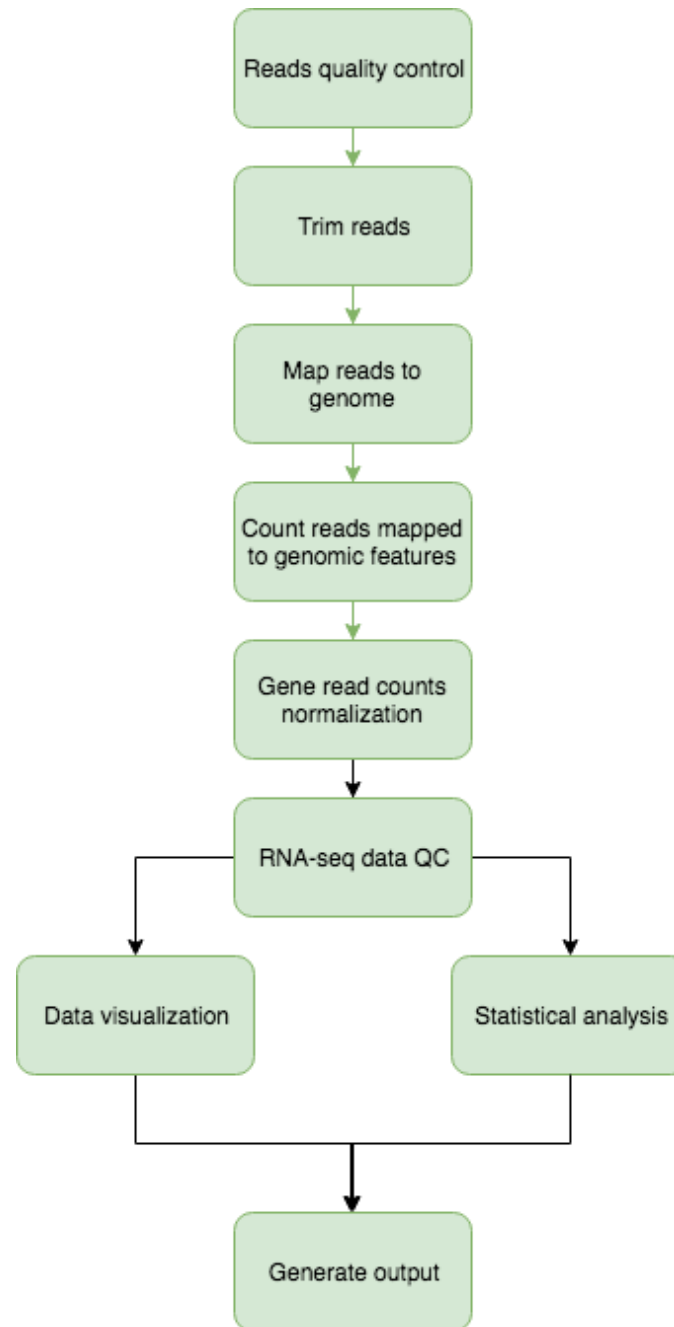 Reads quality control
Trim reads
Map reads to
genome
Count reads mapped
to genomic features
Gene read counts
normalization
RNA-seq data QC
Data visualization
Statistical analysis
Generate output